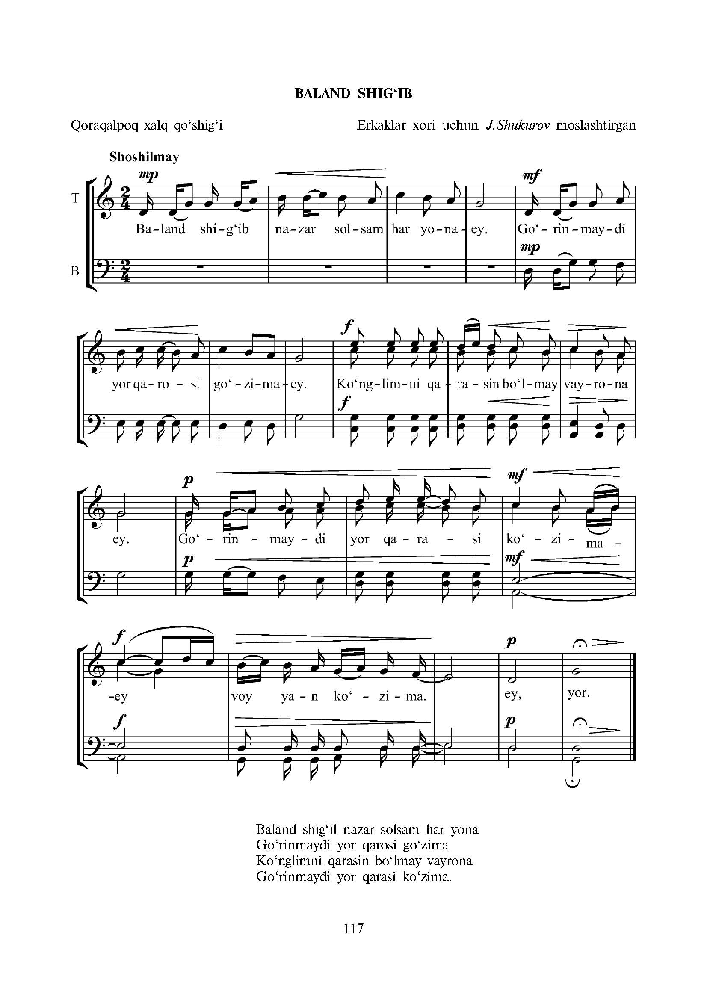 BALAND SHIG‘IB
Qoraqalpoq xalq qo‘shig‘i Erkaklar xori uchun J.Shukurov moslashtirgan
Shoshilmay
mp mf
T
2
4
Ba – land shi – g‘ib na – zar sol – sam har yo – na – ey. Go‘ – rin – may – di
mp
B
2
4
f
yor qa – ro – si go‘ – zi – ma – ey. Ko‘ng – lim – ni qa – ra – sin bo‘l – may vay – ro – na
f
p mf
ey. Go‘ – rin – may – di yor qa – ra – si ko‘ – zi – ma –
p mf
f p
–ey voy ya – n ko‘ – zi – ma. ey, yor.
f p
Baland shig‘il nazar solsam har yona
Go‘rinmaydi yor qarosi go‘zima
Ko‘nglimni qarasin bo‘lmay vayrona
Go‘rinmaydi yor qarasi ko‘zima.
117